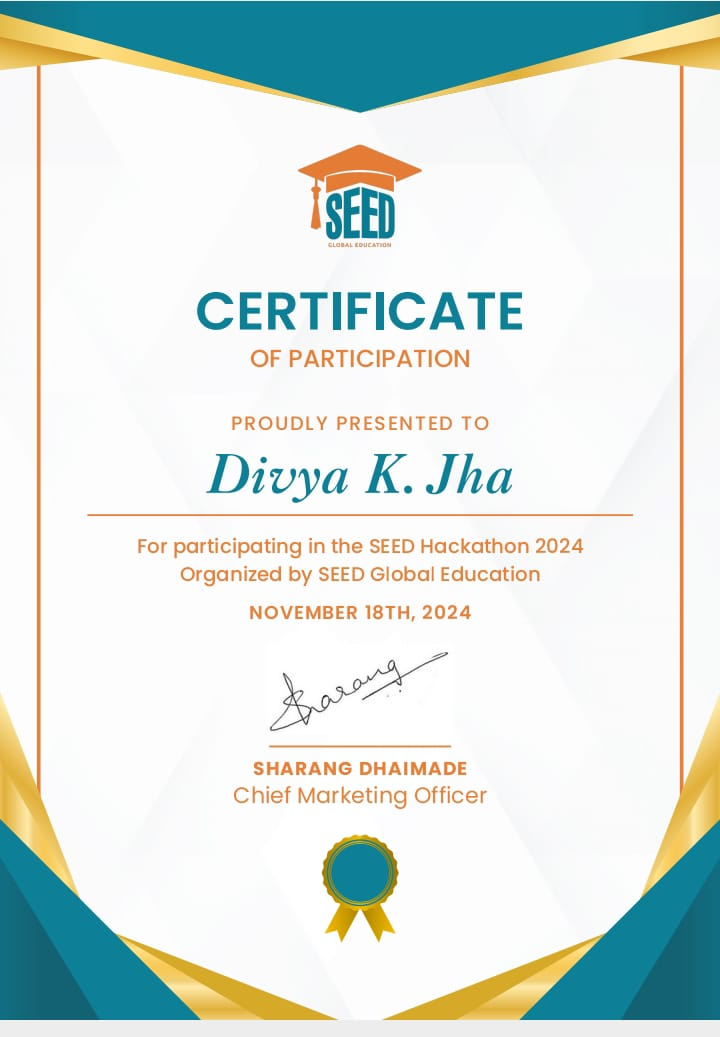 SEED
GLOBAL EDUCATION
CERTIFICATE
OF PARTICIPATION
PROUDLY PRESENTED TO
Divya K. Jha
For participating in the SEED Hackathon 2024
Organized by SEED Global Education
NOVEMBER 18TH, 2024
Sharang
SHARANG DHAIMADE
Chief Marketing Officer